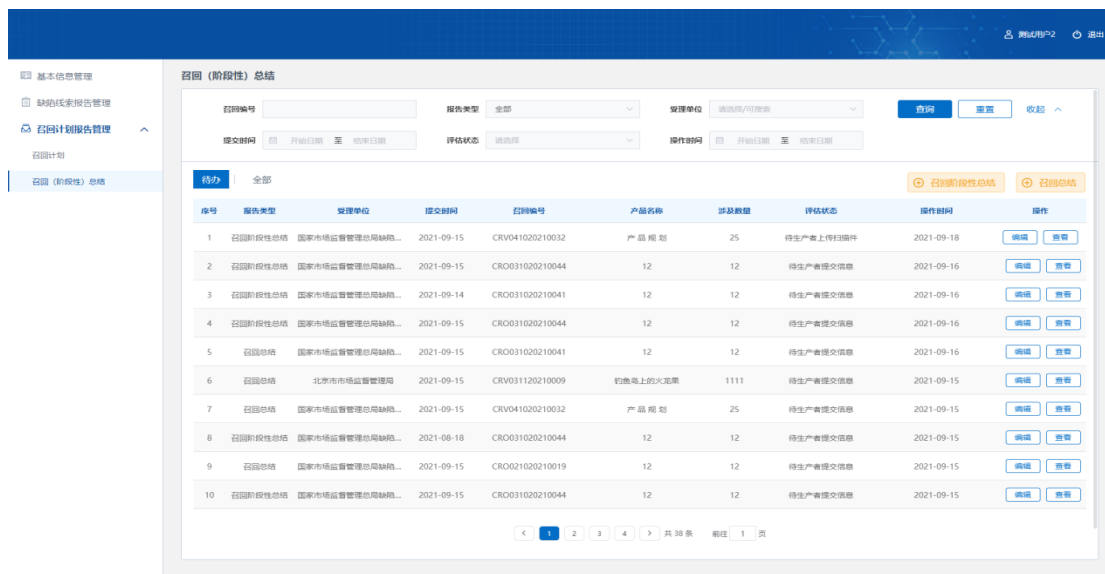 测试用户2 退出
基本信息管理
缺陷线索报告管理
召回计划报告管理
召回计划
召回（阶段性）总结
召回（阶段性）总结
召回编号 报告类型 全部 受理单位 请选择/可搜索 查询 重置 收起
提交时间 开始日期 至 结束日期 评估状态 请选择 操作时间 开始日期 至 结束日期
待办 全部 召回阶段性总结 召回总结
序号 报告类型 受理单位 提交时间 召回编号 产品名称 涉及数量 评估状态 操作时间 操作
1 召回阶段性总结 国家市场监督管理总局缺陷... 2021-09-15 CRV041020210032 产品规划 25 待生产者上传扫描件 2021-09-18 编辑 查看
2 召回阶段性总结 国家市场监督管理总局缺陷... 2021-09-15 CRO031020210044 12 12 待生产者提交信息 2021-09-16 编辑 查看
3 召回阶段性总结 国家市场监督管理总局缺陷... 2021-09-14 CRO031020210041 12 12 待生产者提交信息 2021-09-16 编辑 查看
4 召回阶段性总结 国家市场监督管理总局缺陷... 2021-09-15 CRO031020210044 12 12 待生产者提交信息 2021-09-16 编辑 查看
5 召回总结 国家市场监督管理总局缺陷... 2021-09-15 CRO031020210041 12 12 待生产者提交信息 2021-09-16 编辑 查看
6 召回总结 北京市市场监督管理局 2021-09-15 CRV031120210009 钓鱼岛上的火龙果 1111 待生产者提交信息 2021-09-15 编辑 查看
7 召回总结 国家市场监督管理总局缺陷... 2021-09-15 CRV041020210032 产品规划 25 待生产者提交信息 2021-09-15 编辑 查看
8 召回阶段性总结 国家市场监督管理总局缺陷... 2021-08-18 CRO031020210044 12 12 待生产者提交信息 2021-09-15 编辑 查看
9 召回总结 国家市场监督管理总局缺陷... 2021-09-15 CRO021020210019 12 12 待生产者提交信息 2021-09-15 编辑 查看
10 召回阶段性总结 国家市场监督管理总局缺陷... 2021-09-15 CRO031020210044 12 12 待生产者提交信息 2021-09-15 编辑 查看
1 2 3 4 共 38 条 前往 1 页